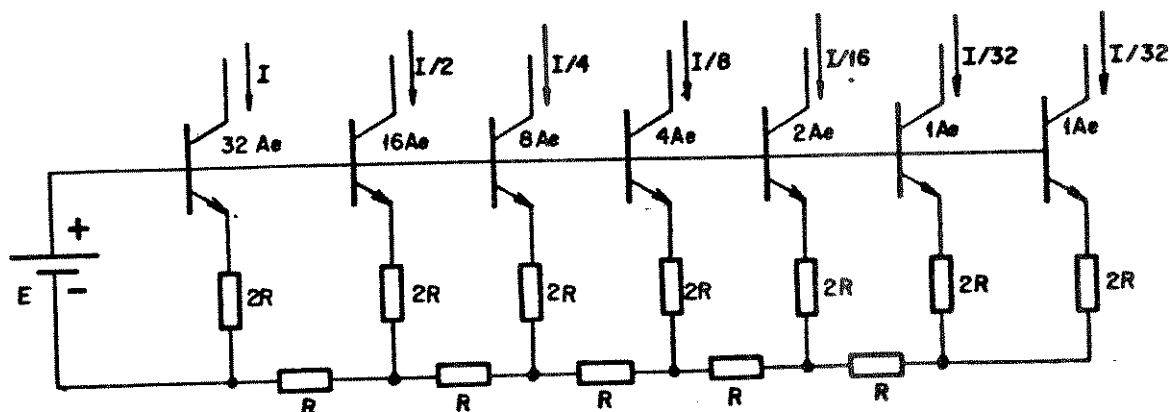 I I/2 I/4 I/8 I/16 I/32 I/32
32 Ae 16Ae 8Ae 4Ae 2Ae 1Ae 1Ae
+
E -
2R 2R 2R 2R 2R 2R 2R
R R R R R